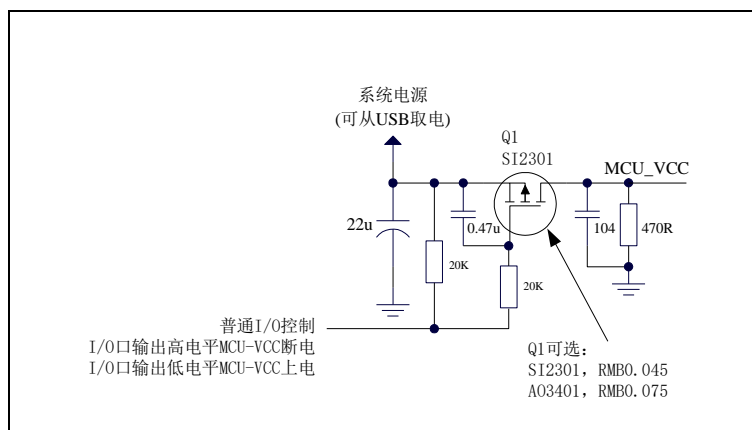 系统电源
(可从USB取电)
Q1
SI2301
MCU_VCC
22u
0.47u
104
470R
20K
20K
普通I/O控制
I/O口输出高电平MCU-VCC断电
I/O口输出低电平MCU-VCC上电
Q1可选:
SI2301, RMB0.045
AO3401, RMB0.075